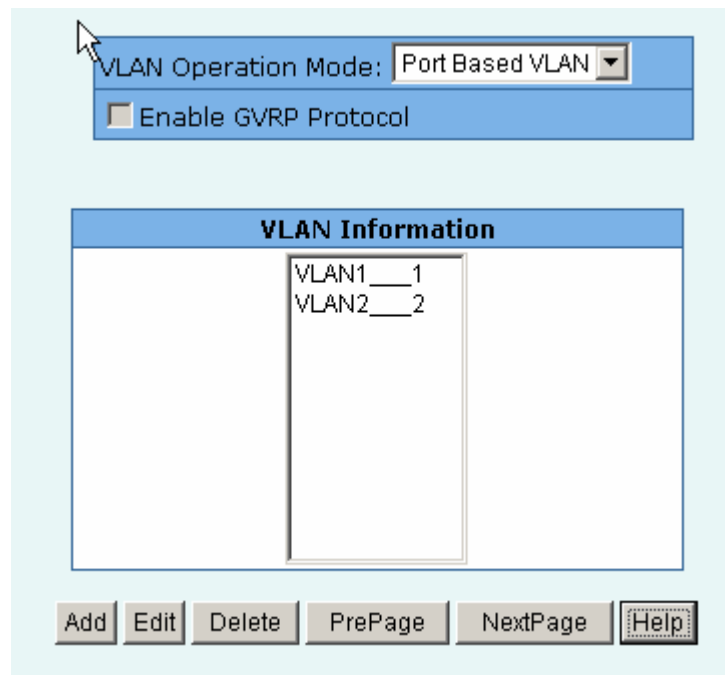 VLAN Operation Mode: Port Based VLAN
Enable GVRP Protocol
VLAN Information
VLAN1___1
VLAN2___2
Add Edit Delete PrePage NextPage Help